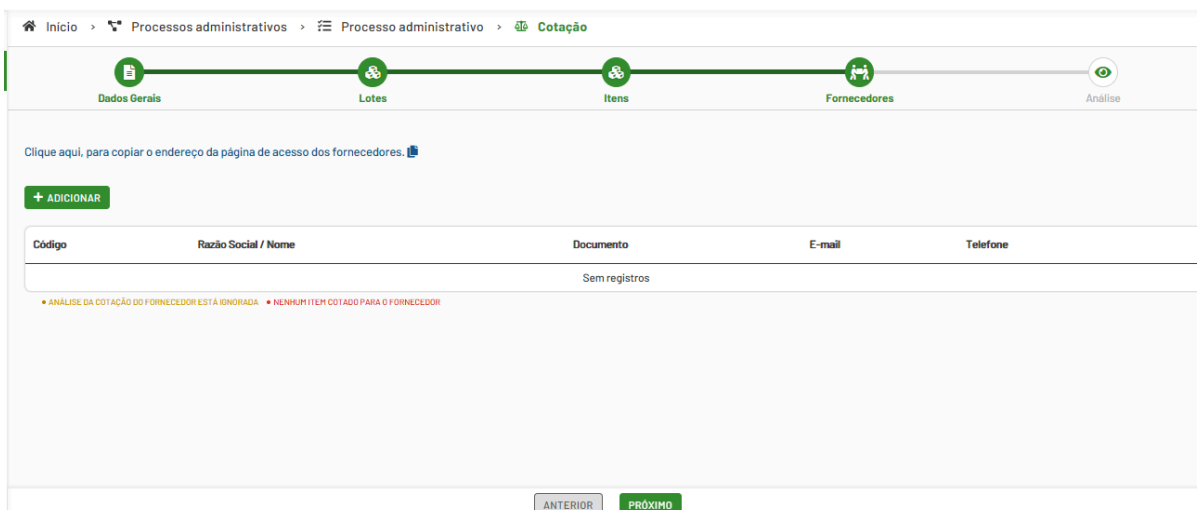 Início > Processos administrativos > Processo administrativo > Cotação
Dados Gerais Lotes Itens Fornecedores Análise
Clique aqui, para copiar o endereço da página de acesso dos fornecedores.
+ ADICIONAR
Código Razão Social / Nome Documento E-mail Telefone
Sem registros
• ANÁLISE DA COTAÇÃO DO FORNECEDOR ESTÁ IGNORADA • NENHUM ITEM COTADO PARA O FORNECEDOR
ANTERIOR PRÓXIMO